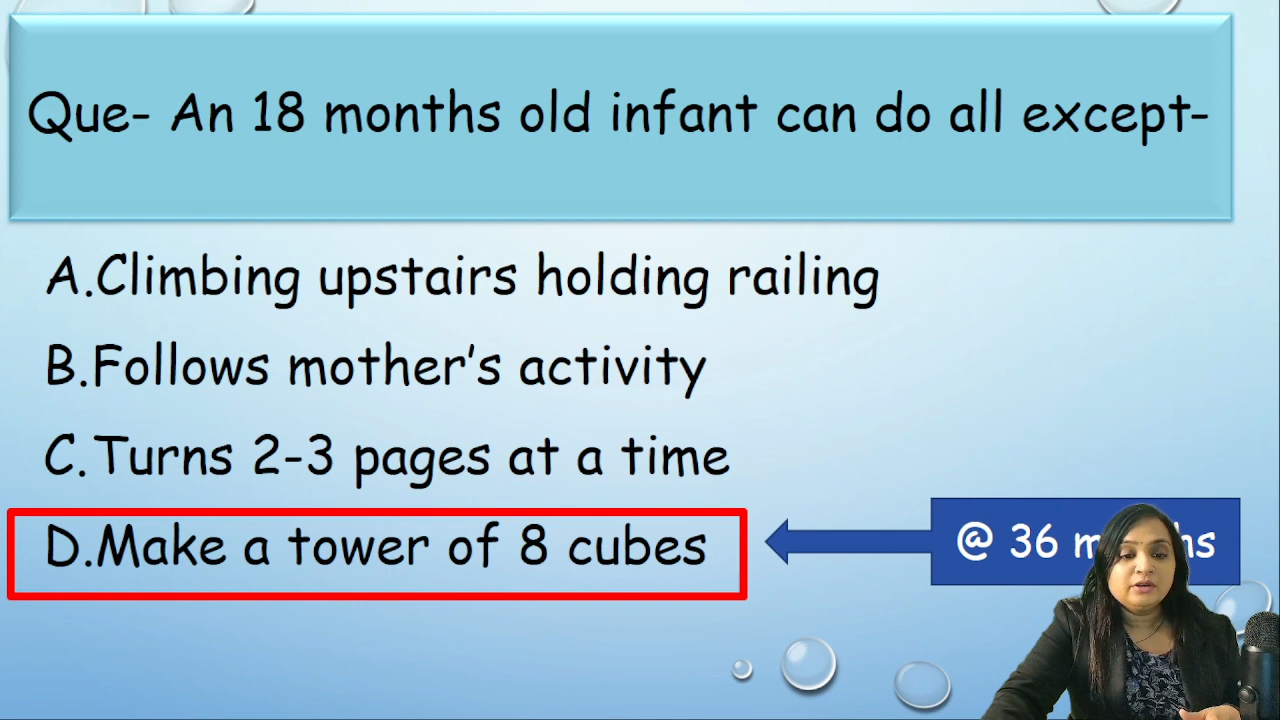 Que- An 18 months old infant can do all except-
A.Climbing upstairs holding railing
B.Follows mother's activity
C.Turns 2-3 pages at a time
D.Make a tower of 8 cubes
@ 36